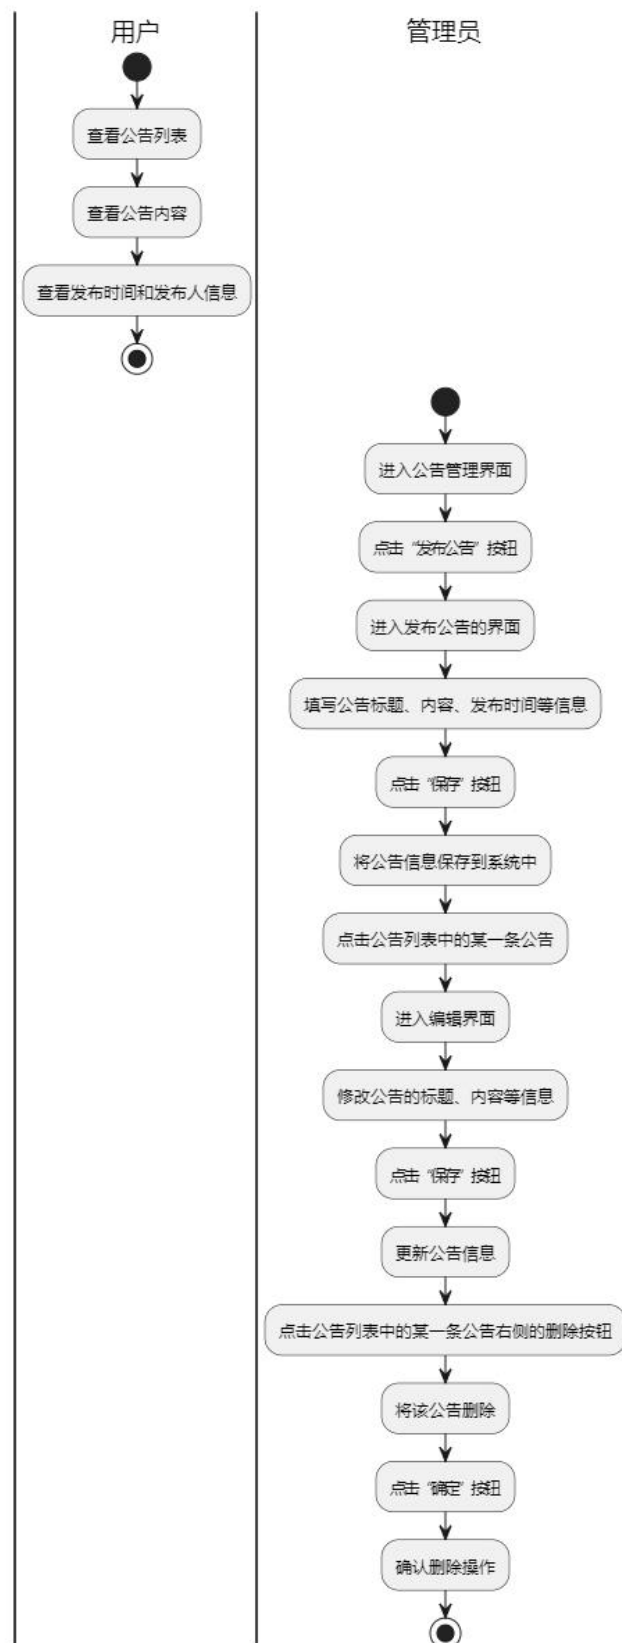 用户
管理员
查看公告列表
查看公告内容
查看发布时间和发布人信息
进入公告管理界面
点击“发布公告”按钮
进入发布公告的界面
填写公告标题、内容、发布时间等信息
点击“保存”按钮
将公告信息保存到系统中
点击公告列表中的某一条公告
进入编辑界面
修改公告的标题、内容等信息
点击“保存”按钮
更新公告信息
点击公告列表中的某一条公告右侧的删除按钮
将该公告删除
点击“确定”按钮
确认删除操作